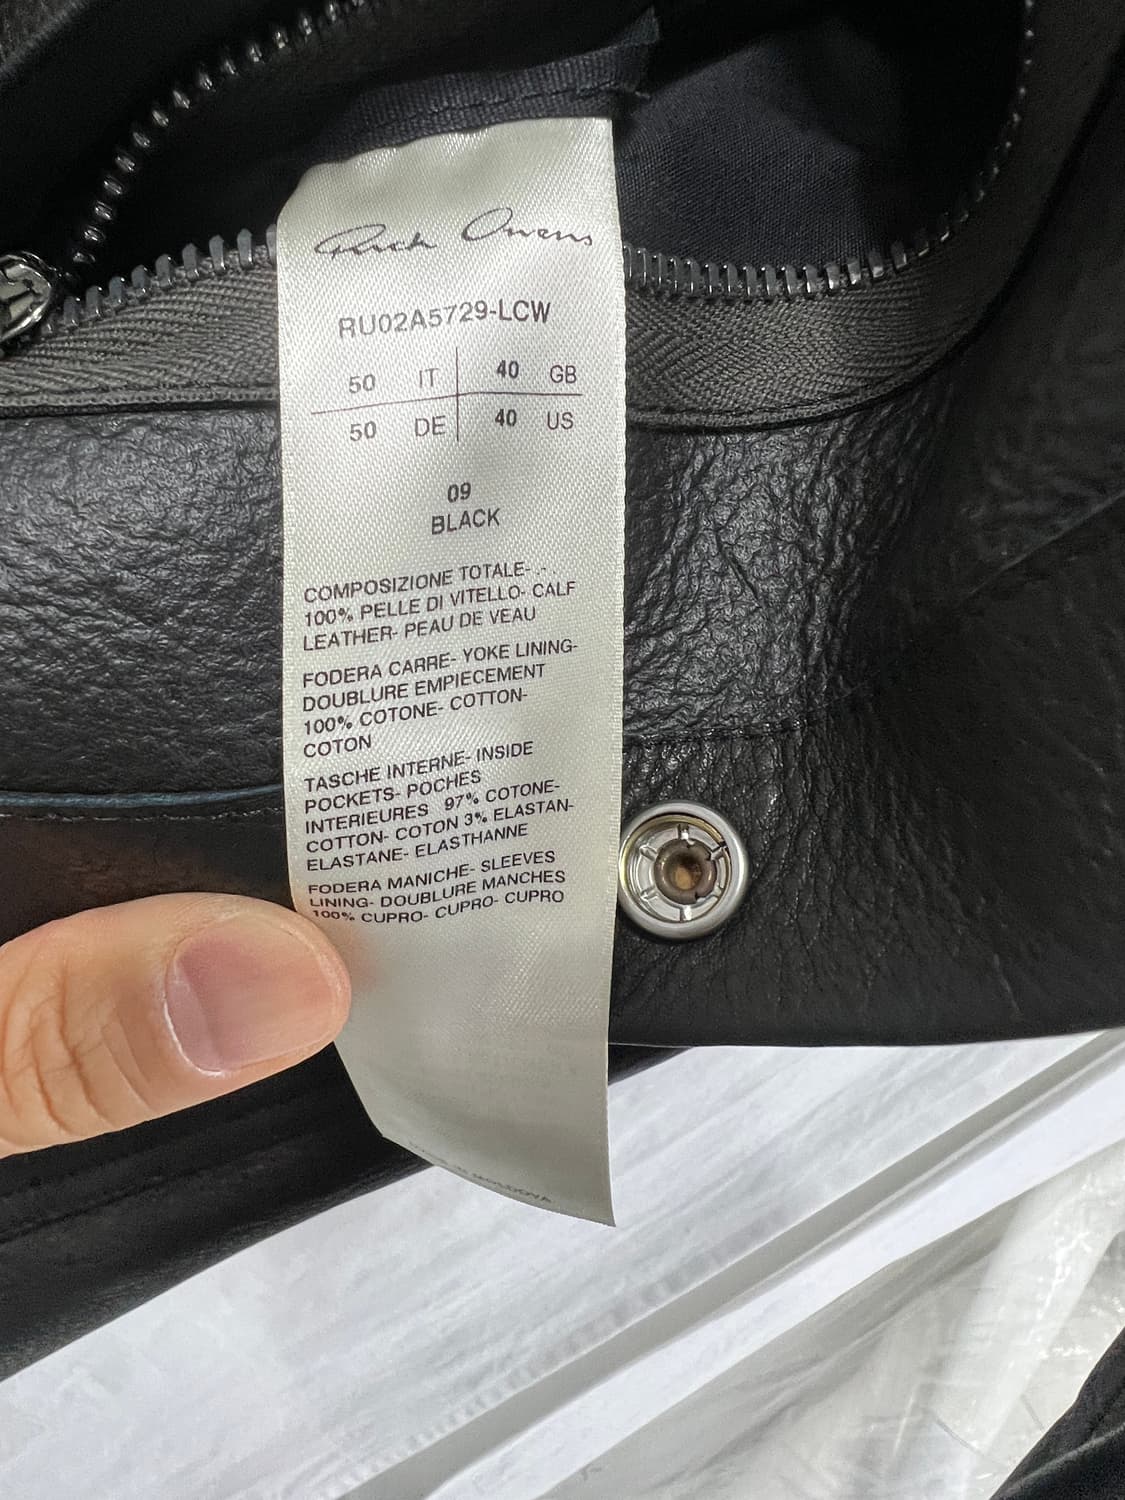 Rick Owens
RU02A5729-LCW
50 IT 40 GB
50 DE 40 US
09
BLACK
COMPOSIZIONE TOTALE- .- .
100% PELLE DI VITELLO- CALF
LEATHER- PEAU DE VEAU
FODERA CARRE- YOKE LINING-
DOUBLURE EMPIECEMENT
100% COTONE- COTTON-
COTON
TASCHE INTERNE- INSIDE
POCKETS- POCHES
INTERIEURES 97% COTONE-
COTTON- COTON 3% ELASTAN-
ELASTANE- ELASTHANNE
FODERA MANICHE- SLEEVES
LINING- DOUBLURE MANCHES
100% CUPRO- CUPRO- CUPRO
MOLDOVA